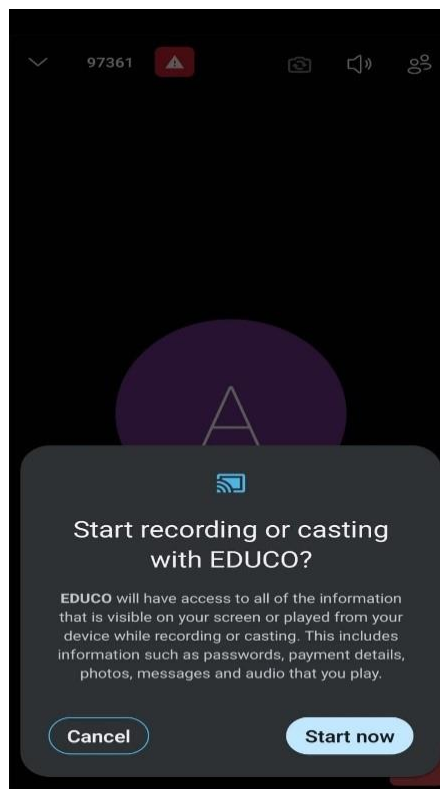 97361
A
Start recording or casting
with EDUCO?
EDUCO will have access to all of the information
that is visible on your screen or played from your
device while recording or casting. This includes
information such as passwords, payment details,
photos, messages and audio that you play.
Cancel Start now